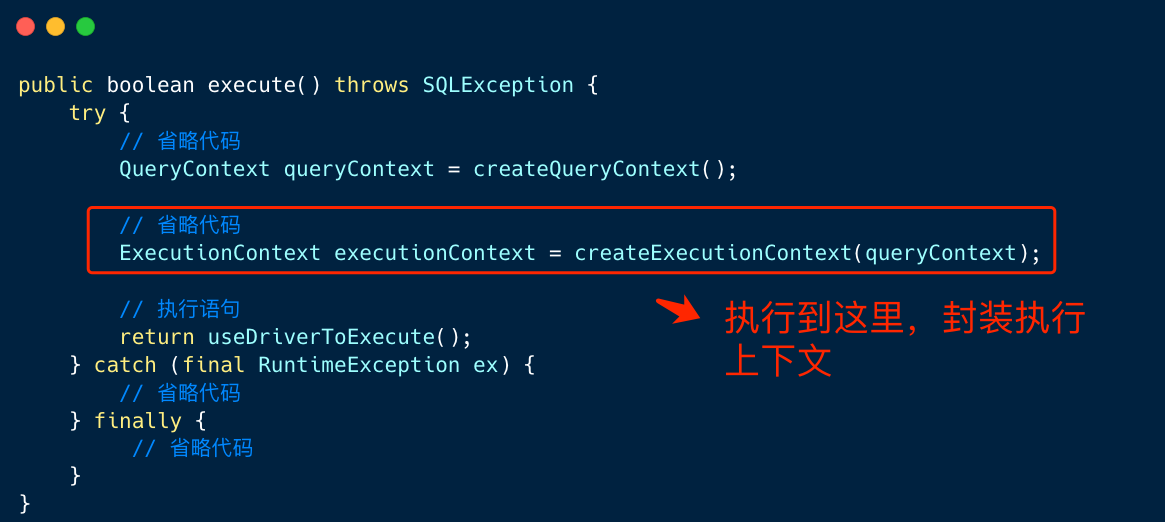 public boolean execute() throws SQLException {
    try {
        // 省略代码
        QueryContext queryContext = createQueryContext();
        // 省略代码
        ExecutionContext executionContext = createExecutionContext(queryContext);
        // 执行语句
        return useDriverToExecute();
    } catch (final RuntimeException ex) {
        // 省略代码
    } finally {
         // 省略代码
    }
}
执行到这里，封装执行
上下文